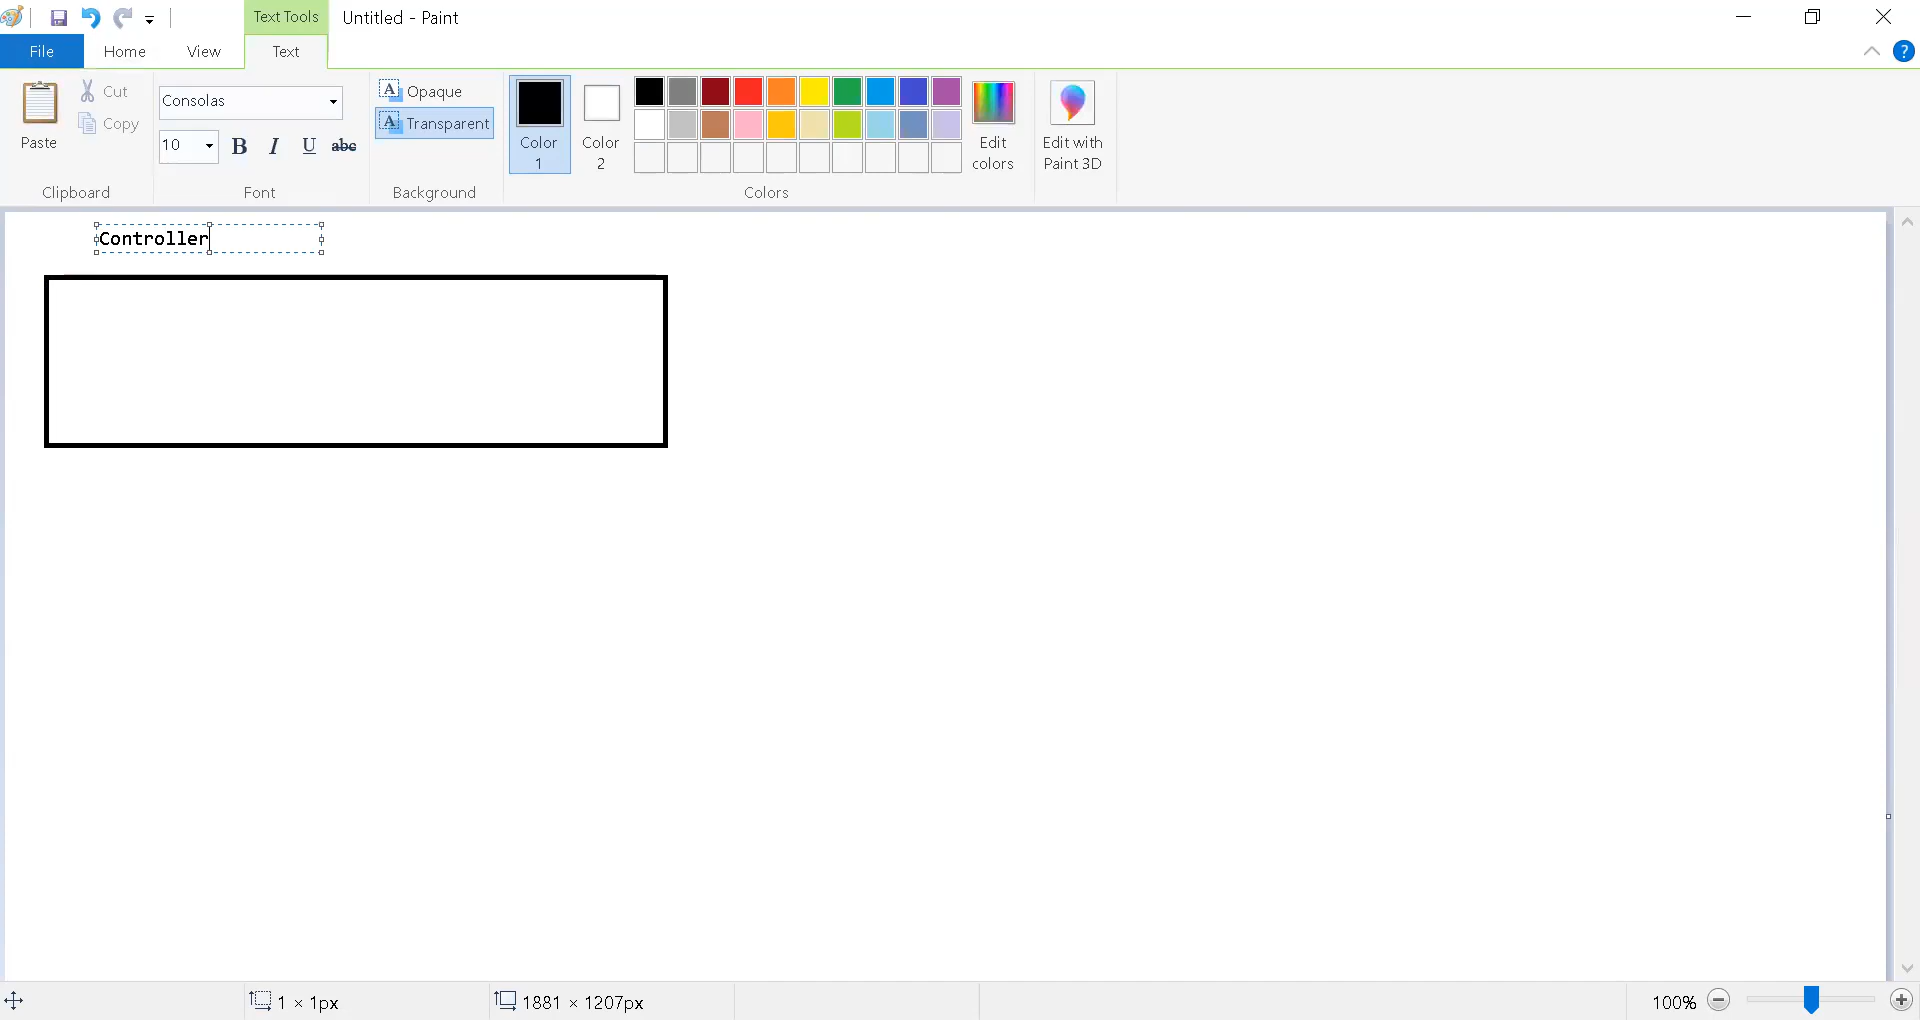 Text Tools
Untitled - Paint
File Home View Text
?
Paste
Cut
Copy
Clipboard
Consolas
10 B I U abc
Font
A Opaque
A Transparent
Background
Color 1
Color 2
Colors
Edit colors
Edit with Paint 3D
Controller
1 × 1px
1881 × 1207px
100%